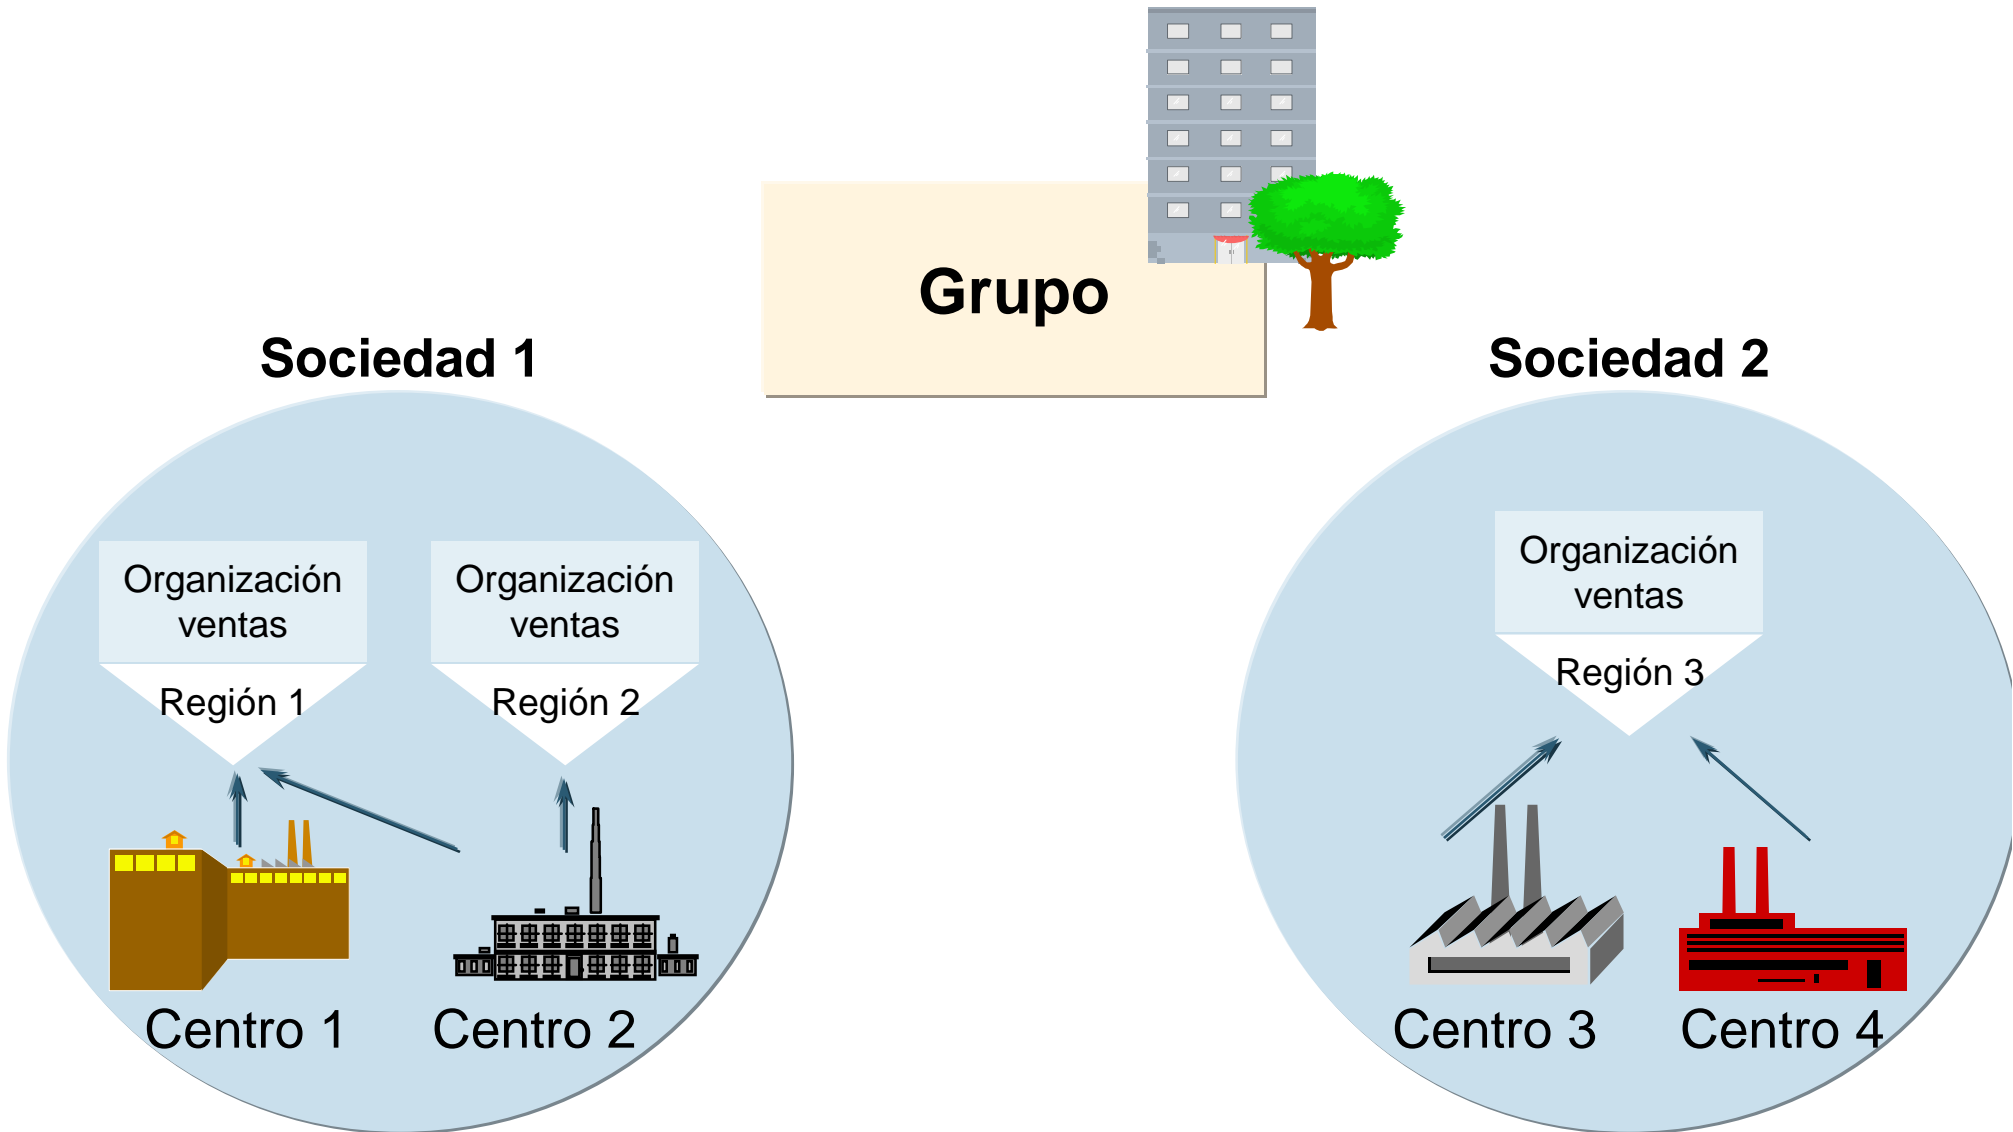 Grupo
Sociedad 1
Sociedad 2
Organización
ventas
Región 1
Organización
ventas
Región 2
Organización
ventas
Región 3
Centro 1
Centro 2
Centro 3
Centro 4